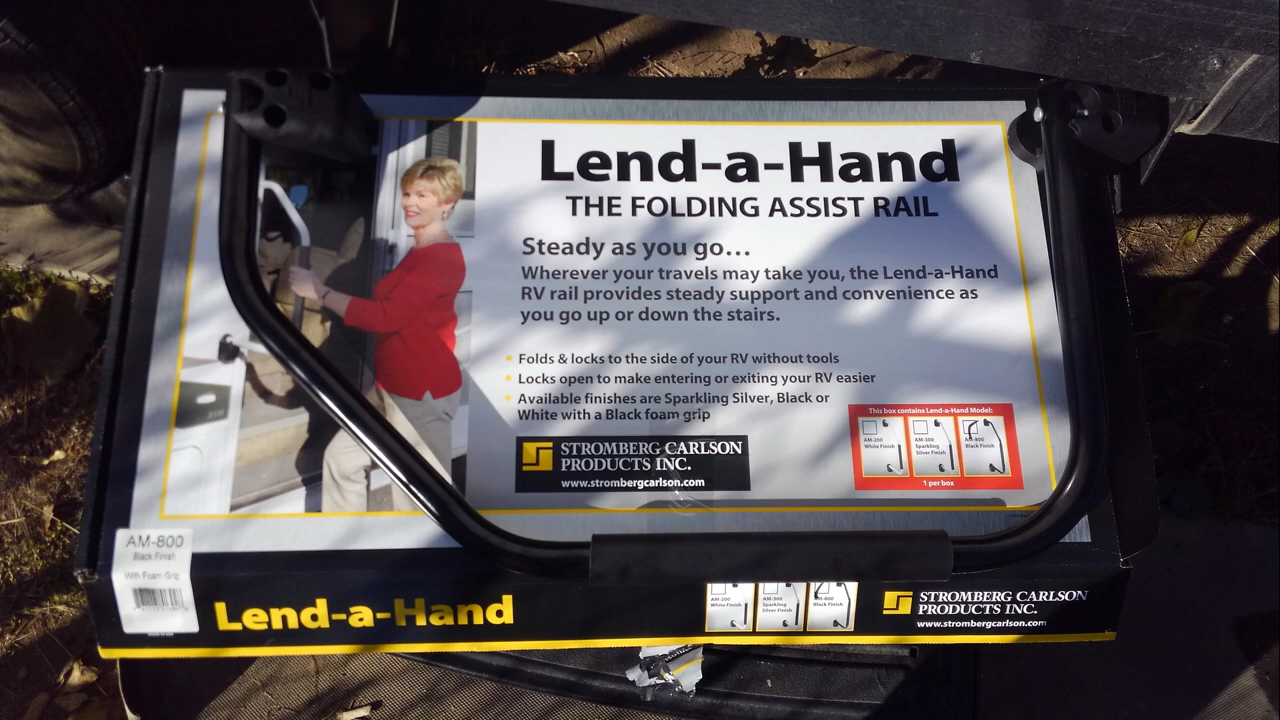 Lend-a-Hand
THE FOLDING ASSIST RAIL
Steady as you go...
Wherever your travels may take you, the Lend-a-Hand
RV rail provides steady support and convenience as
you go up or down the stairs.
Folds & locks to the side of your RV without tools
Locks open to make entering or exiting your RV easier
Available finishes are Sparkling Silver, Black or
White with a Black foam grip
STROMBERG CARLSON
PRODUCTS INC.
www.strombergcarlson.com
This box contains Lend-a-Hand Model:
AM-200
White Finish
AM-300
Sparkling
Silver Finish
AM-800
Black Finish
1 per box
AM-800
Black Finish
With Foam Grip
Lend-a-Hand
AM-200
White Finish
AM-300
Sparkling
Silver Finish
AM-800
Black Finish
STROMBERG CARLSON
PRODUCTS INC.
www.strombergcarlson.com